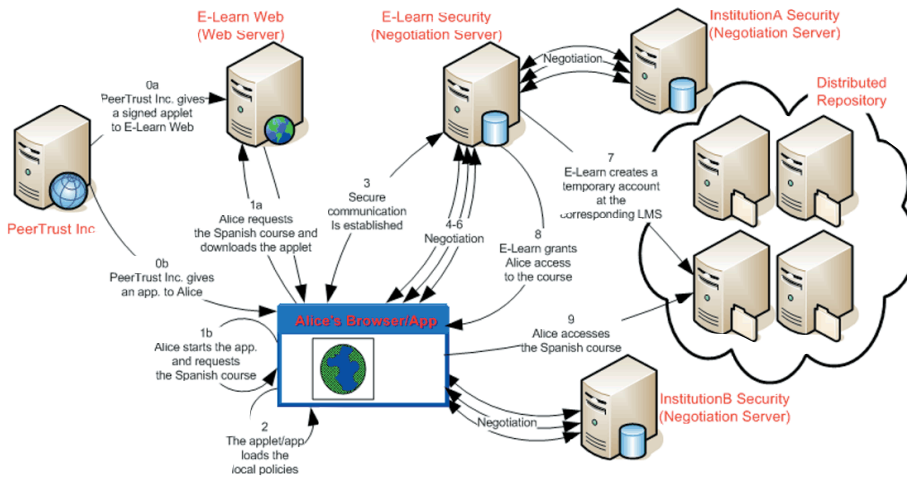 E-Learn Web
(Web Server)
E-Learn Security
(Negotiation Server)
InstitutionA Security
(Negotiation Server)
Negotiation
Distributed
Repository
0a
PeerTrust Inc. gives
a signed applet
to E-Learn Web
PeerTrust Inc
0b
PeerTrust Inc. gives
an app. to Alice
1a
Alice requests
the Spanish course and
downloads the applet
3
Secure
communication
Is established
4-6
Negotiation
8
E-Learn grants
Alice access
to the course
7
E-Learn creates a
temporary account
at the
corresponding LMS
Alice's Browser/App
1b
Alice starts the app.
and requests
the Spanish course
9
Alice accesses
the Spanish course
2
The applet/app
loads the
local policies
Negotiation
InstitutionB Security
(Negotiation Server)